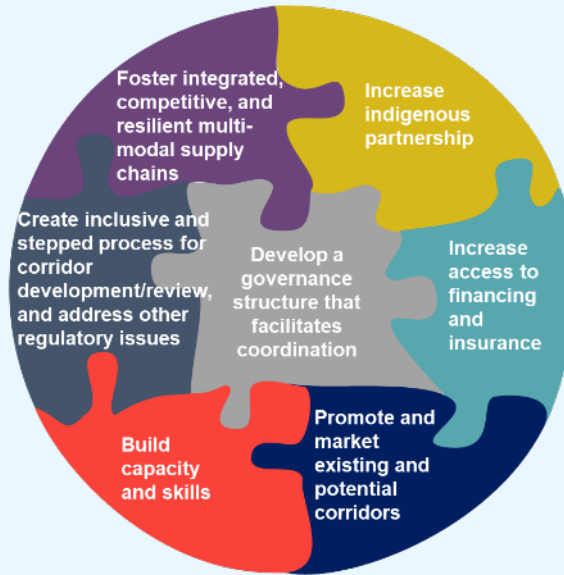 Foster integrated,
competitive, and
resilient multi-
modal supply
chains
Increase
indigenous
partnership
Create inclusive and
stepped process for
corridor
development/review,
and address other
regulatory issues
Develop a
governance
structure that
facilitates
coordination
Increase
access to
financing
and
insurance
Build
capacity
and skills
Promote and
market
existing and
potential
corridors